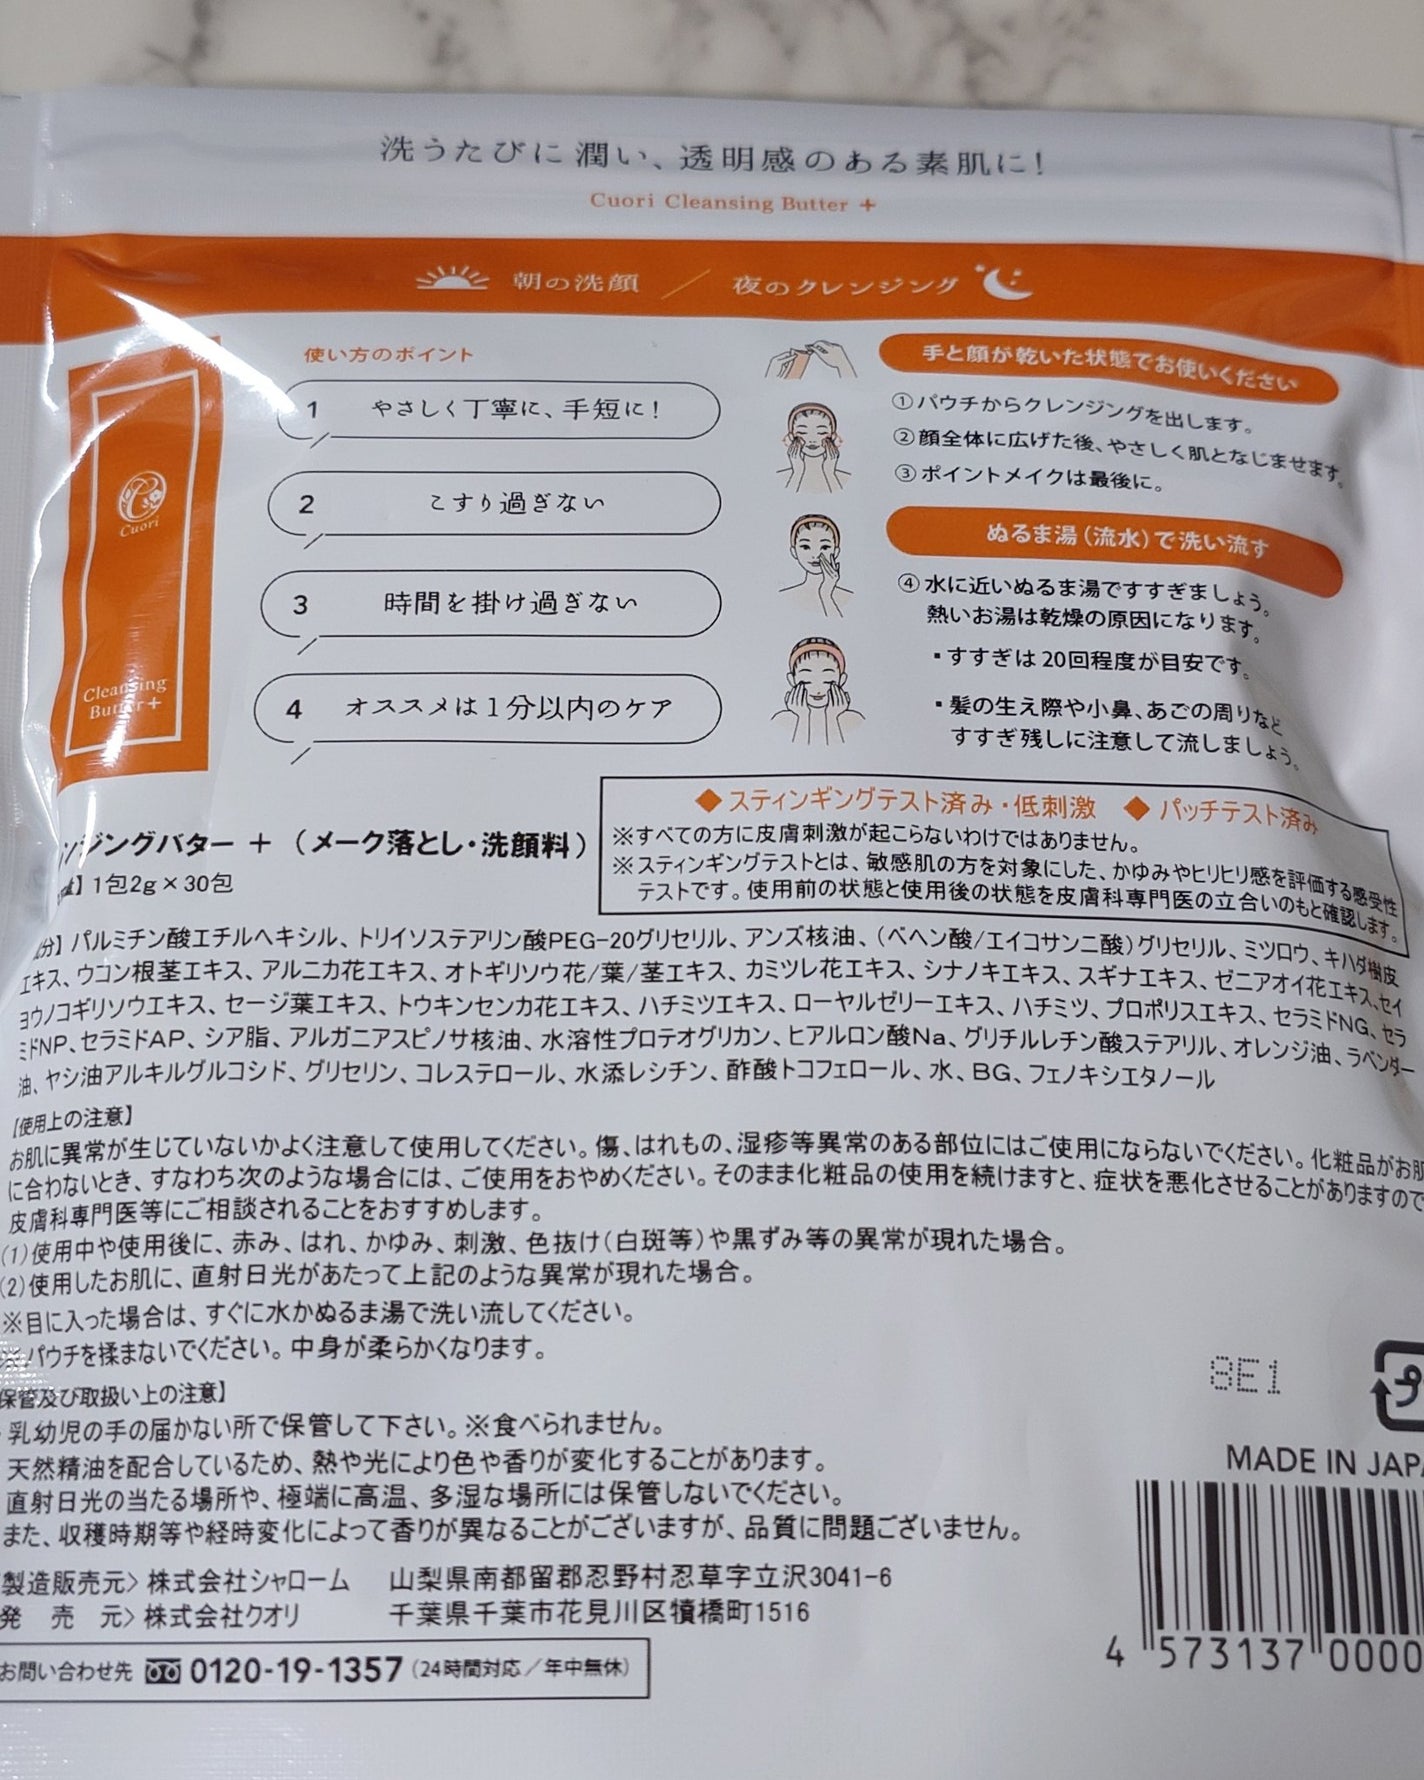 洗うたびに潤い、透明感のある素肌に!
Cuori Cleansing Butter +
朝の洗顔 / 夜のクレンジング
使い方のポイント
1 やさしく丁寧に、手短に!
2 こすり過ぎない
3 時間を掛け過ぎない
4 オススメは1分以内のケア
Cuori
Cleansing
Butter+
手と顔が乾いた状態でお使いください
①パウチからクレンジングを出します。
②顔全体に広げた後、やさしく肌となじませます。
③ポイントメイクは最後に。
ぬるま湯(流水)で洗い流す
④水に近いぬるま湯ですすぎましょう。
熱いお湯は乾燥の原因になります。
▪すすぎは20回程度が目安です。
▪髪の生え際や小鼻、あごの周りなど
すすぎ残しに注意して流しましょう。
◆スティンギングテスト済み・低刺激 ◆パッチテスト済み
※すべての方に皮膚刺激が起こらないわけではありません。
※スティンギングテストとは、敏感肌の方を対象にした、かゆみやヒリヒリ感を評価する感受性
テストです。使用前の状態と使用後の状態を皮膚科専門医の立合いのもと確認します。
ンジングバター +(メーク落とし・洗顔料)
量】1包2g×30包
成分】パルミチン酸エチルヘキシル、トリイソステアリン酸PEG-20グリセリル、アンズ核油、(ベヘン酸/エイコサン二酸)グリセリル、ミツロウ、キハダ樹皮
エキス、ウコン根茎エキス、アルニカ花エキス、オトギリソウ花/葉/茎エキス、カミツレ花エキス、シナノキエキス、スギナエキス、ゼニアオイ花エキス、セイ
ヨウノコギリソウエキス、セージ葉エキス、トウキンセンカ花エキス、ハチミツエキス、ローヤルゼリーエキス、ハチミツ、プロポリスエキス、セラミドNG、セラ
ミドNP、セラミドAP、シア脂、アルガニアスピノサ核油、水溶性プロテオグリカン、ヒアルロン酸Na、グリチルレチン酸ステアリル、オレンジ油、ラベンダー
油、ヤシ油アルキルグルコシド、グリセリン、コレステロール、水添レシチン、酢酸トコフェロール、水、BG、フェノキシエタノール
【使用上の注意】
お肌に異常が生じていないかよく注意して使用してください。傷、はれもの、湿疹等異常のある部位にはご使用にならないでください。化粧品がお肌
に合わないとき、すなわち次のような場合には、ご使用をおやめください。そのまま化粧品の使用を続けますと、症状を悪化させることがありますので
皮膚科専門医等にご相談されることをおすすめします。
(1)使用中や使用後に、赤み、はれ、かゆみ、刺激、色抜け(白斑等)や黒ずみ等の異常が現れた場合。
(2)使用したお肌に、直射日光があたって上記のような異常が現れた場合。
※目に入った場合は、すぐに水かぬるま湯で洗い流してください。
※パウチを揉まないでください。中身が柔らかくなります。
保管及び取扱い上の注意】
乳幼児の手の届かない所で保管して下さい。※食べられません。
天然精油を配合しているため、熱や光により色や香りが変化することがあります。
直射日光の当たる場所や、極端に高温、多湿な場所には保管しないでください。
また、収穫時期等や経時変化によって香りが異なることがございますが、品質に問題ございません。
製造販売元〉株式会社シャローム 山梨県南都留郡忍野村忍草字立沢3041-6
発 売 元〉株式会社クオリ 千葉県千葉市花見川区犢橋町1516
お問い合わせ先 0120-19-1357(24時間対応/年中無休)
8E1
プ
MADE IN JAPA
4 573137 0000